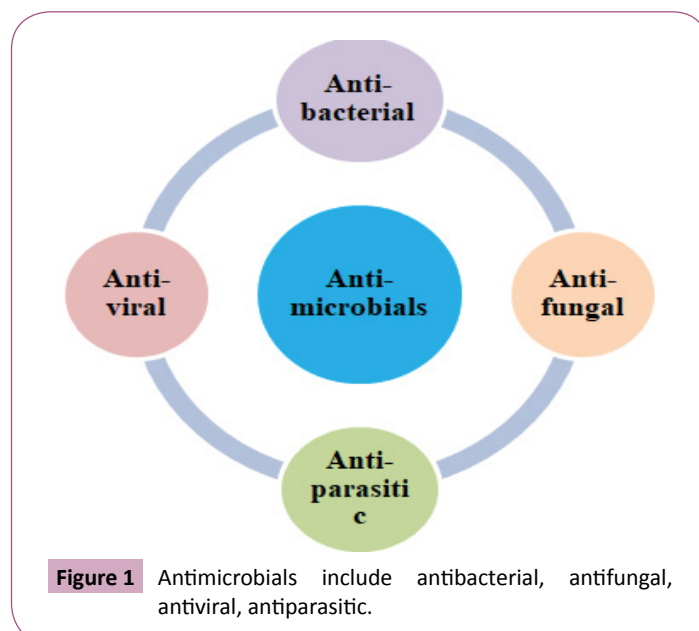 Anti-
bacterial
Anti-
viral
Anti-
microbials
Anti-
fungal
Anti-
parasiti
c
Figure 1 Antimicrobials include antibacterial, antifungal,
antiviral, antiparasitic.